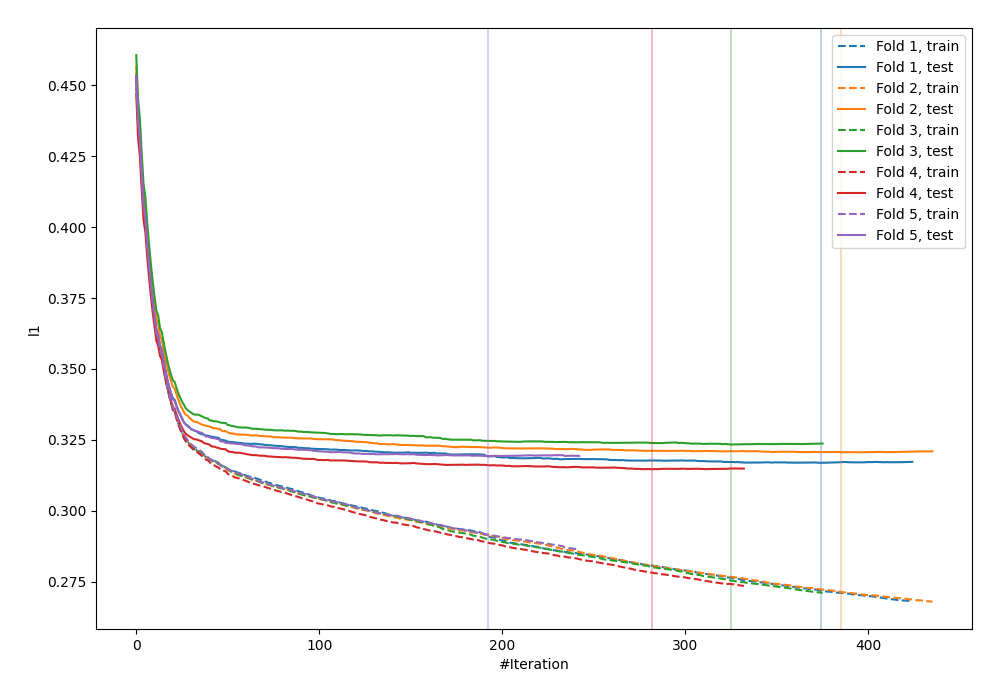 0.450
0.425
0.400
0.375
0.350
0.325
0.300
0.275
l1
0
100
200
300
400
#Iteration
Fold 1, train
Fold 1, test
Fold 2, train
Fold 2, test
Fold 3, train
Fold 3, test
Fold 4, train
Fold 4, test
Fold 5, train
Fold 5, test